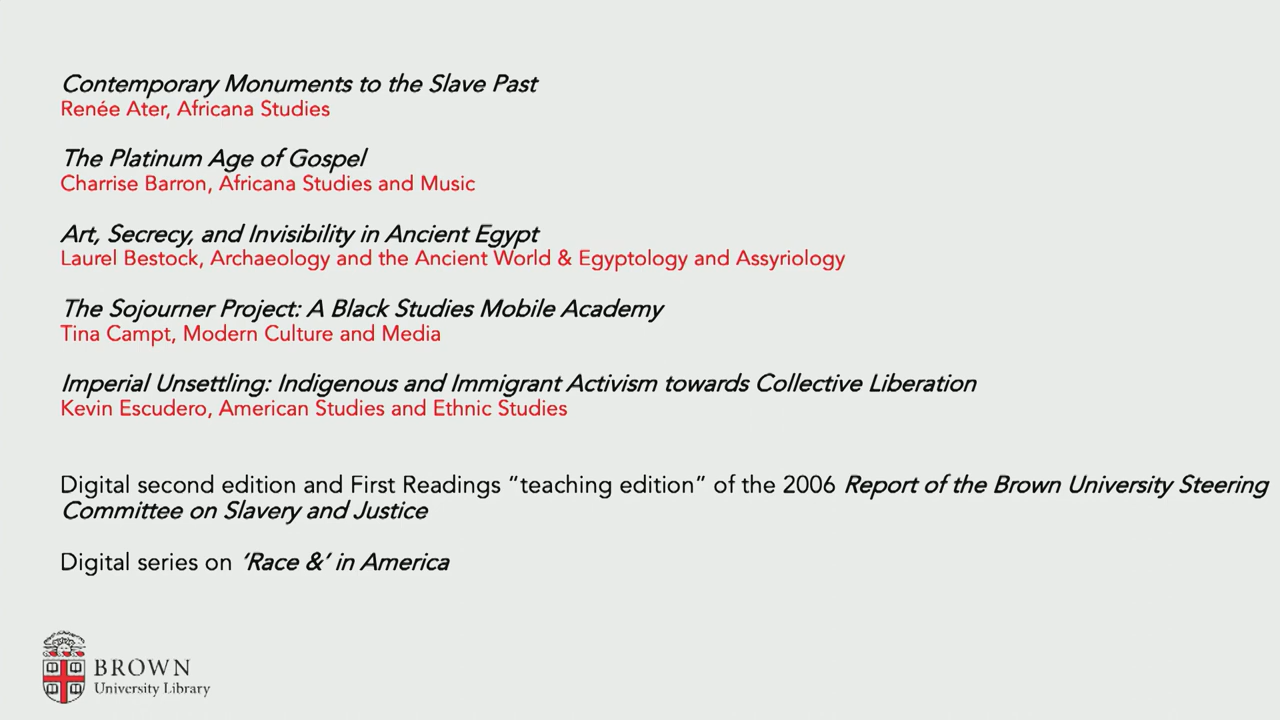 Contemporary Monuments to the Slave Past
Renée Ater, Africana Studies
The Platinum Age of Gospel
Charrise Barron, Africana Studies and Music
Art, Secrecy, and Invisibility in Ancient Egypt
Laurel Bestock, Archaeology and the Ancient World & Egyptology and Assyriology
The Sojourner Project: A Black Studies Mobile Academy
Tina Campt, Modern Culture and Media
Imperial Unsettling: Indigenous and Immigrant Activism towards Collective Liberation
Kevin Escudero, American Studies and Ethnic Studies
Digital second edition and First Readings “teaching edition” of the 2006 Report of the Brown University Steering
Committee on Slavery and Justice
Digital series on ‘Race &’ in America
BROWN
University Library